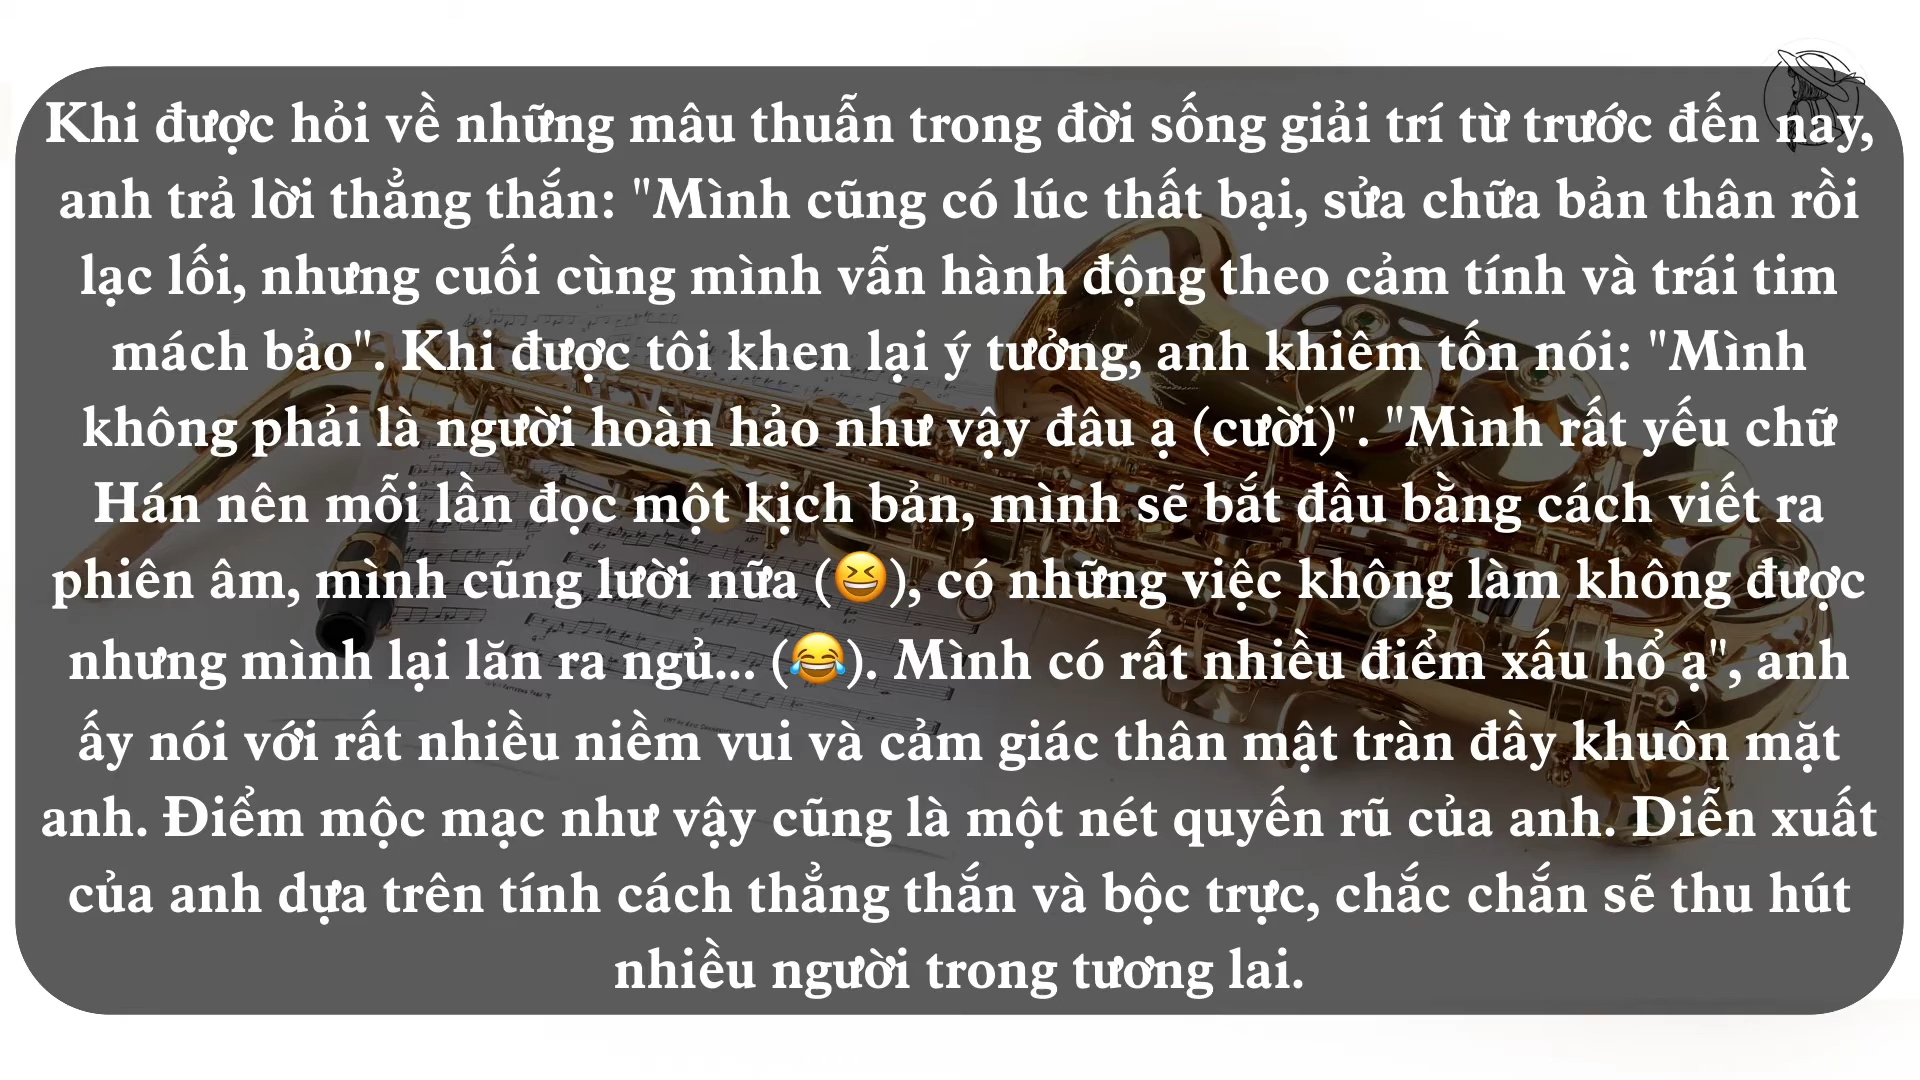 Khi được hỏi về những mâu thuẫn trong đời sống giải trí từ trước đến nay,
anh trả lời thẳng thắn: "Mình cũng có lúc thất bại, sửa chữa bản thân rồi
lạc lối, nhưng cuối cùng mình vẫn hành động theo cảm tính và trái tim
mách bảo". Khi được tôi khen lại ý tưởng, anh khiêm tốn nói: "Mình
không phải là người hoàn hảo như vậy đâu ạ (cười)". "Mình rất yếu chữ
Hán nên mỗi lần đọc một kịch bản, mình sẽ bắt đầu bằng cách viết ra
phiên âm, mình cũng lười nữa (😆), có những việc không làm không được
nhưng mình lại lăn ra ngủ... (😂). Mình có rất nhiều điểm xấu hổ ạ", anh
ấy nói với rất nhiều niềm vui và cảm giác thân mật tràn đầy khuôn mặt
anh. Điểm mộc mạc như vậy cũng là một nét quyến rũ của anh. Diễn xuất
của anh dựa trên tính cách thẳng thắn và bộc trực, chắc chắn sẽ thu hút
nhiều người trong tương lai.